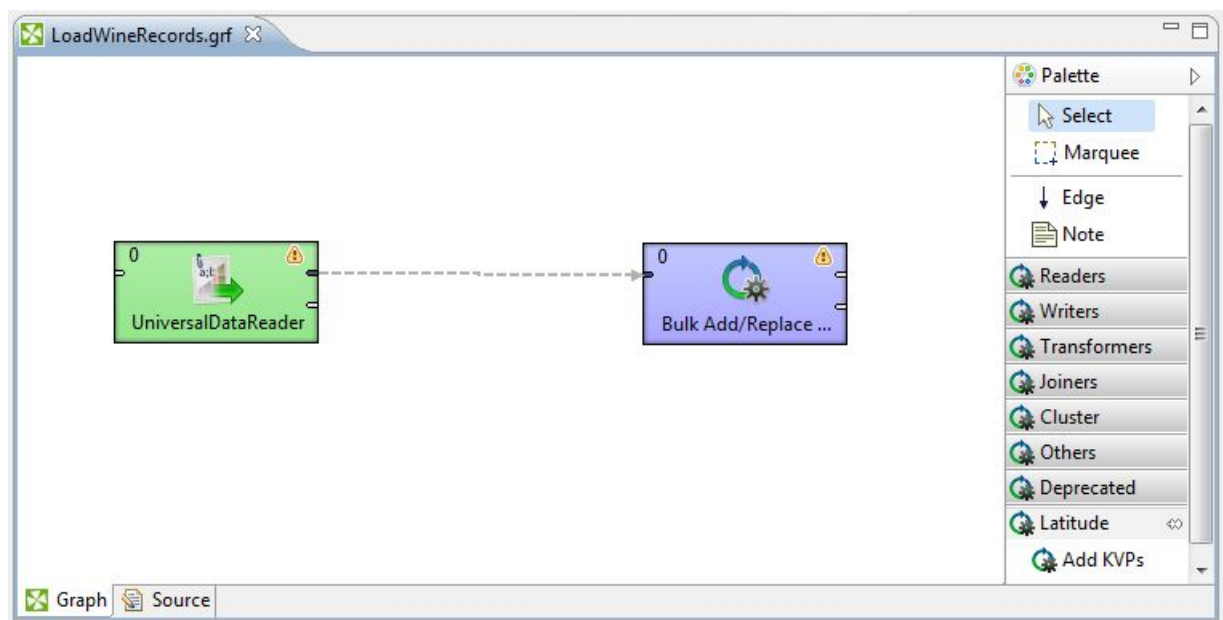 LoadWineRecords.grf
Palette
Select
Marquee
Edge
Note
Readers
Writers
Transformers
Joiners
Cluster
Others
Deprecated
Latitude
Add KVPs
0
a;b
UniversalDataReader
0
Bulk Add/Replace ...
Graph
Source